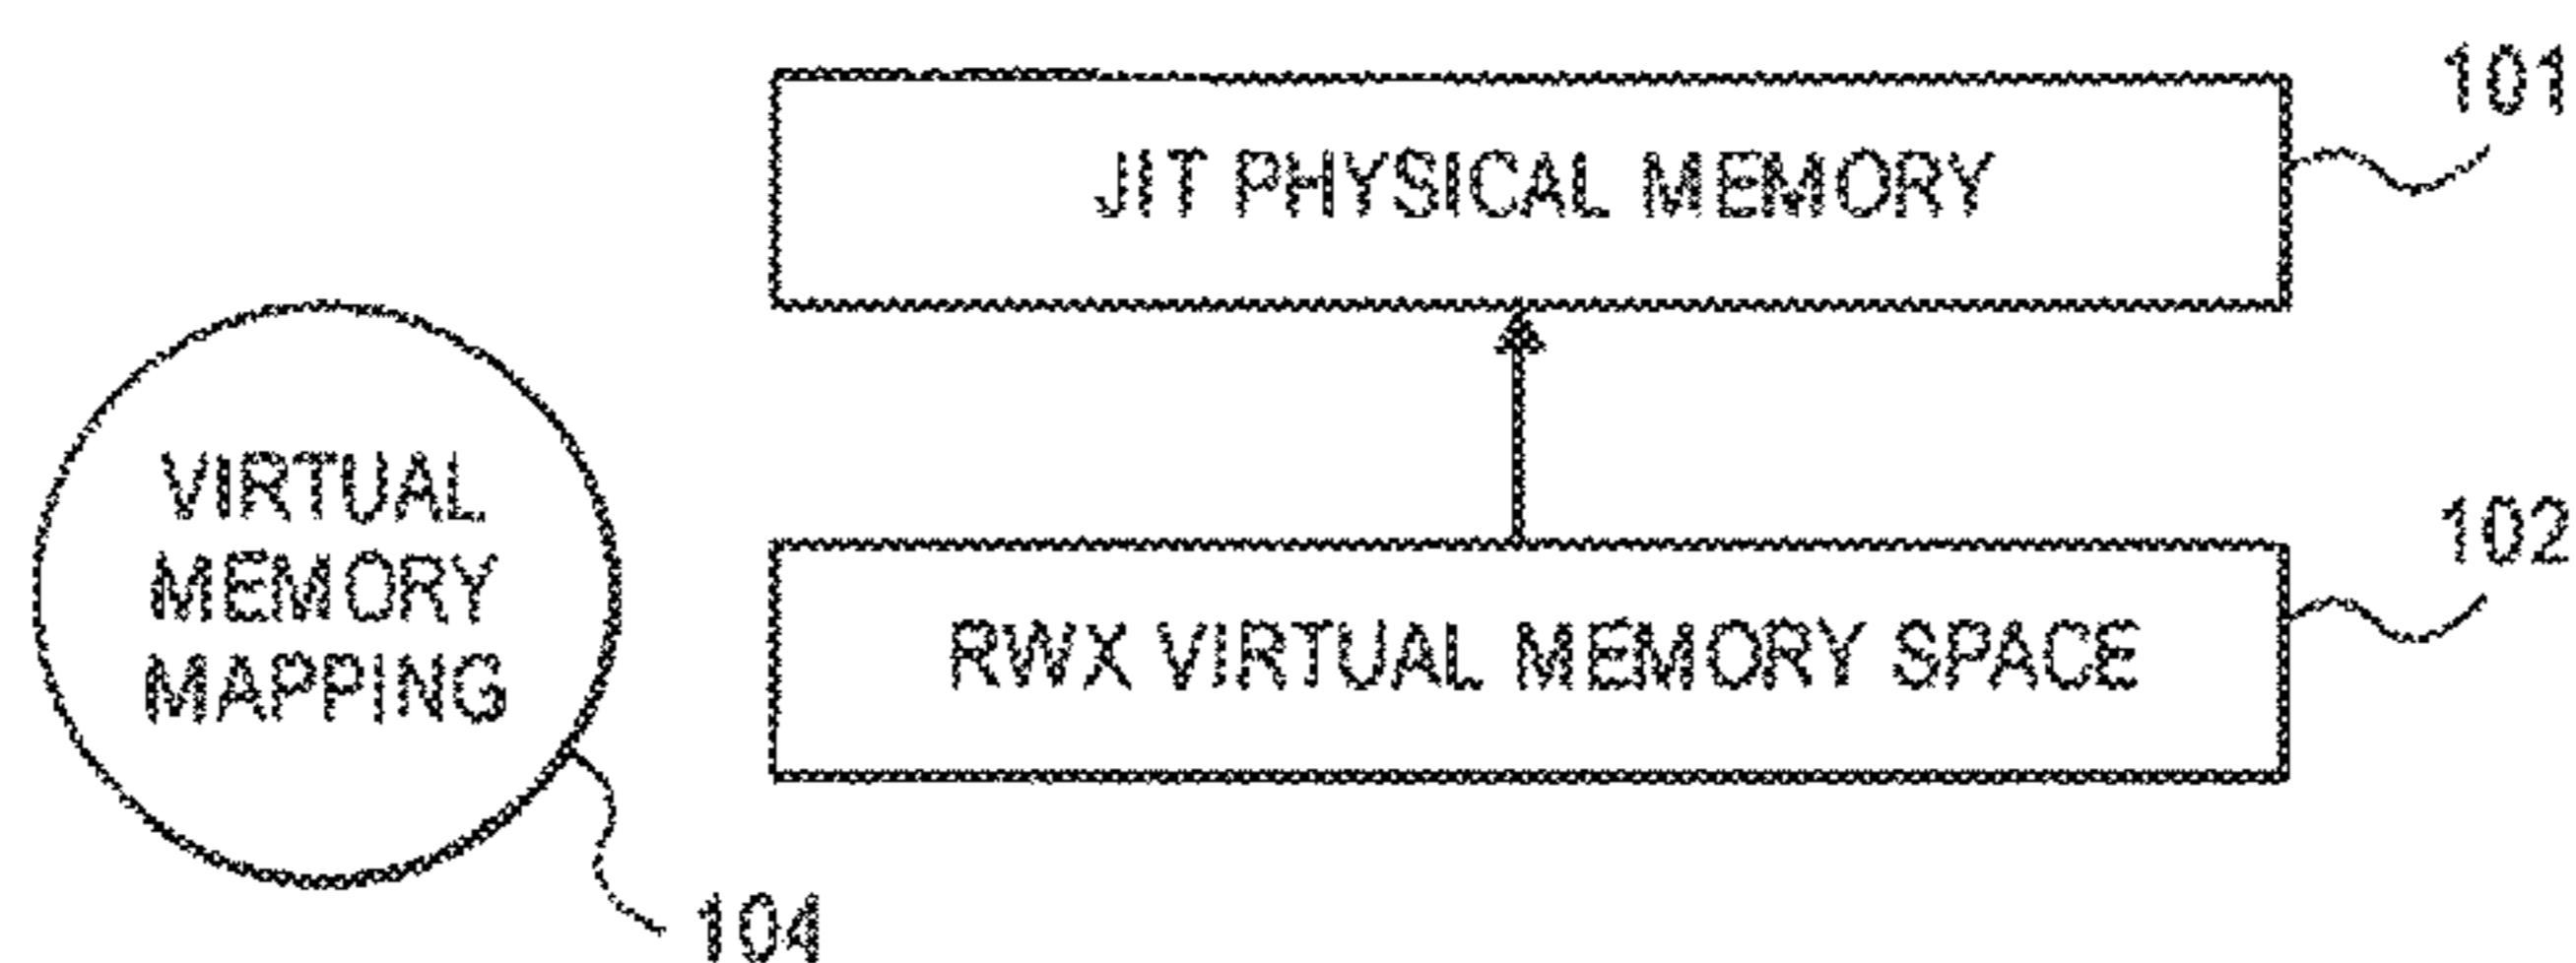 101
JIT PHYSICAL MEMORY
VIRTUAL
MEMORY
MAPPING
102
RWX VIRTUAL MEMORY SPACE
104